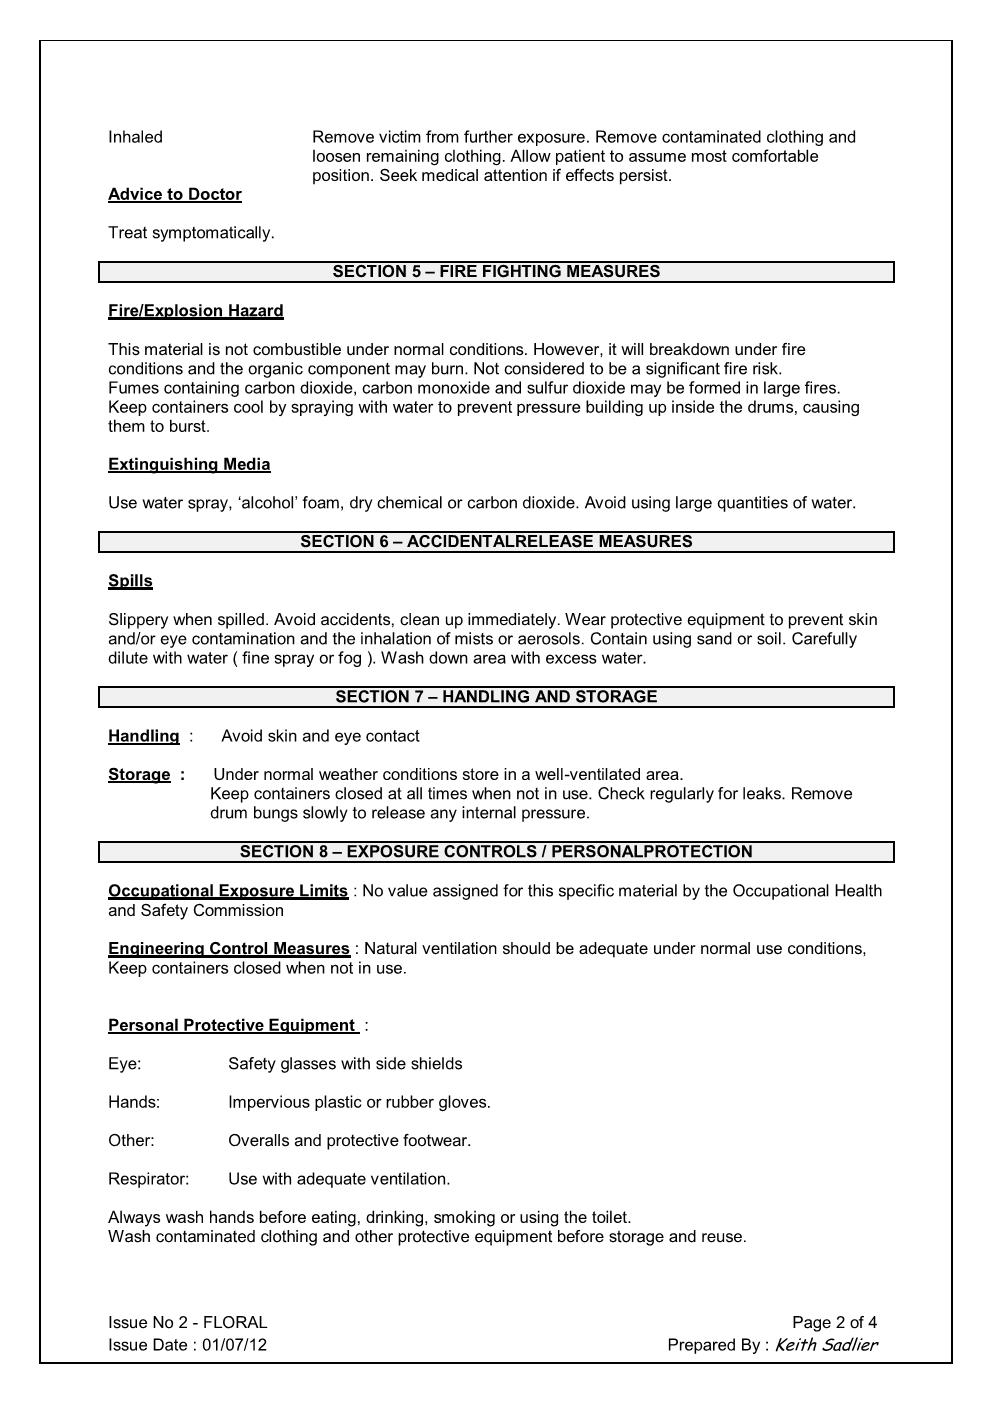 Inhaled Remove victim from further exposure. Remove contaminated clothing and
loosen remaining clothing. Allow patient to assume most comfortable
position. Seek medical attention if effects persist.
Advice to Doctor
Treat symptomatically.
SECTION 5 – FIRE FIGHTING MEASURES
Fire/Explosion Hazard
This material is not combustible under normal conditions. However, it will breakdown under fire
conditions and the organic component may burn. Not considered to be a significant fire risk.
Fumes containing carbon dioxide, carbon monoxide and sulfur dioxide may be formed in large fires.
Keep containers cool by spraying with water to prevent pressure building up inside the drums, causing
them to burst.
Extinguishing Media
Use water spray, ‘alcohol’ foam, dry chemical or carbon dioxide. Avoid using large quantities of water.
SECTION 6 – ACCIDENTALRELEASE MEASURES
Spills
Slippery when spilled. Avoid accidents, clean up immediately. Wear protective equipment to prevent skin
and/or eye contamination and the inhalation of mists or aerosols. Contain using sand or soil. Carefully
dilute with water ( fine spray or fog ). Wash down area with excess water.
SECTION 7 – HANDLING AND STORAGE
Handling : Avoid skin and eye contact
Storage : Under normal weather conditions store in a well-ventilated area.
Keep containers closed at all times when not in use. Check regularly for leaks. Remove
drum bungs slowly to release any internal pressure.
SECTION 8 – EXPOSURE CONTROLS / PERSONALPROTECTION
Occupational Exposure Limits : No value assigned for this specific material by the Occupational Health
and Safety Commission
Engineering Control Measures : Natural ventilation should be adequate under normal use conditions,
Keep containers closed when not in use.
Personal Protective Equipment :
Eye: Safety glasses with side shields
Hands: Impervious plastic or rubber gloves.
Other: Overalls and protective footwear.
Respirator: Use with adequate ventilation.
Always wash hands before eating, drinking, smoking or using the toilet.
Wash contaminated clothing and other protective equipment before storage and reuse.
Issue No 2 - FLORAL Page 2 of 4
Issue Date : 01/07/12 Prepared By : Keith Sadlier